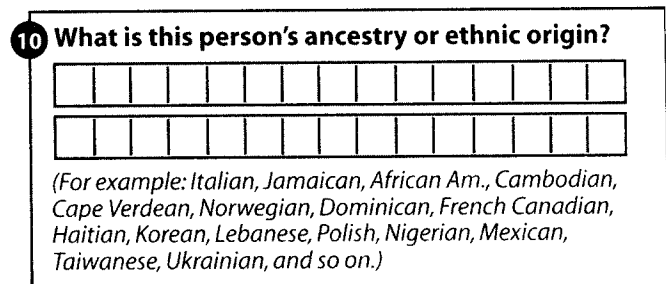 10 What is this person's ancestry or ethnic origin?
(For example: Italian, Jamaican, African Am., Cambodian,
Cape Verdean, Norwegian, Dominican, French Canadian,
Haitian, Korean, Lebanese, Polish, Nigerian, Mexican,
Taiwanese, Ukrainian, and so on.)